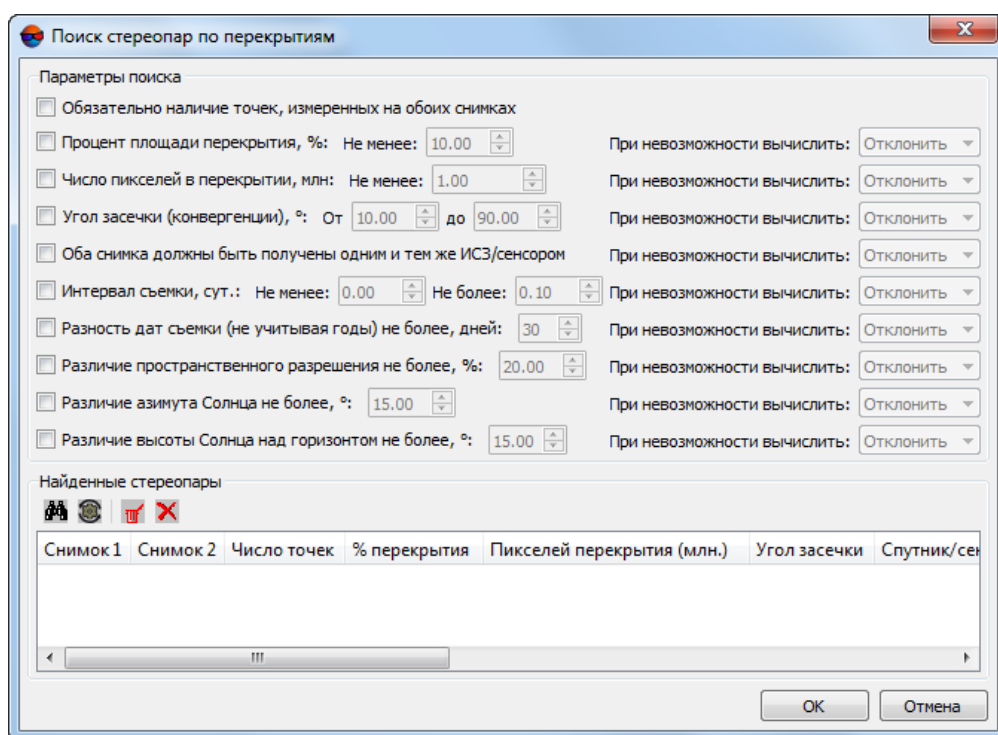 Поиск стереопар по перекрытиям
Параметры поиска
Обязательно наличие точек, измеренных на обоих снимках
Процент площади перекрытия, %: Не менее: 10.00 При невозможности вычислить: Отклонить
Число пикселей в перекрытии, млн: Не менее: 1.00 При невозможности вычислить: Отклонить
Угол засечки (конвергенции), °: От 10.00 до 90.00 При невозможности вычислить: Отклонить
Оба снимка должны быть получены одним и тем же ИСЗ/сенсором При невозможности вычислить: Отклонить
Интервал съемки, сут.: Не менее: 0.00 Не более: 0.10 При невозможности вычислить: Отклонить
Разность дат съемки (не учитывая годы) не более, дней: 30 При невозможности вычислить: Отклонить
Различие пространственного разрешения не более, %: 20.00 При невозможности вычислить: Отклонить
Различие азимута Солнца не более, °: 15.00 При невозможности вычислить: Отклонить
Различие высоты Солнца над горизонтом не более, °: 15.00 При невозможности вычислить: Отклонить
Найденные стереопары
Снимок 1 Снимок 2 Число точек % перекрытия Пикселей перекрытия (млн.) Угол засечки Спутник/сен
OK Отмена